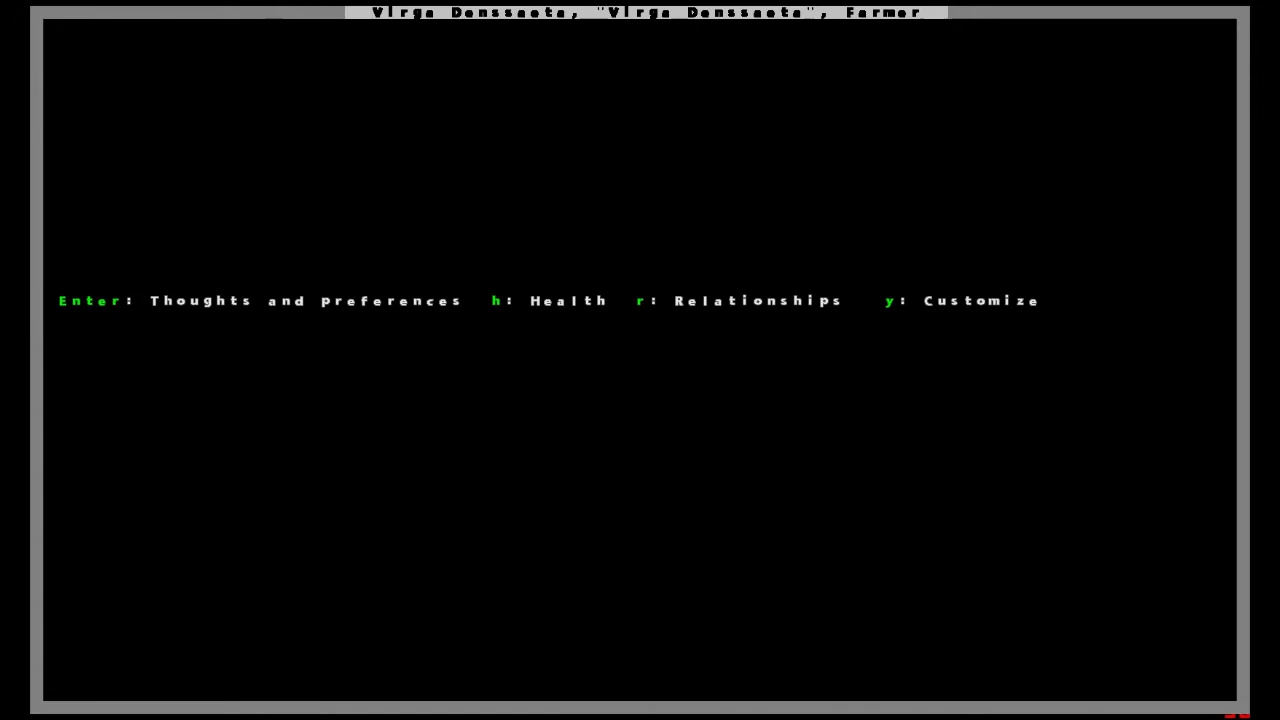 Virga Denssaeta, "Virga Denssaeta", Farmer
Enter: Thoughts and preferences h: Health r: Relationships y: Customize